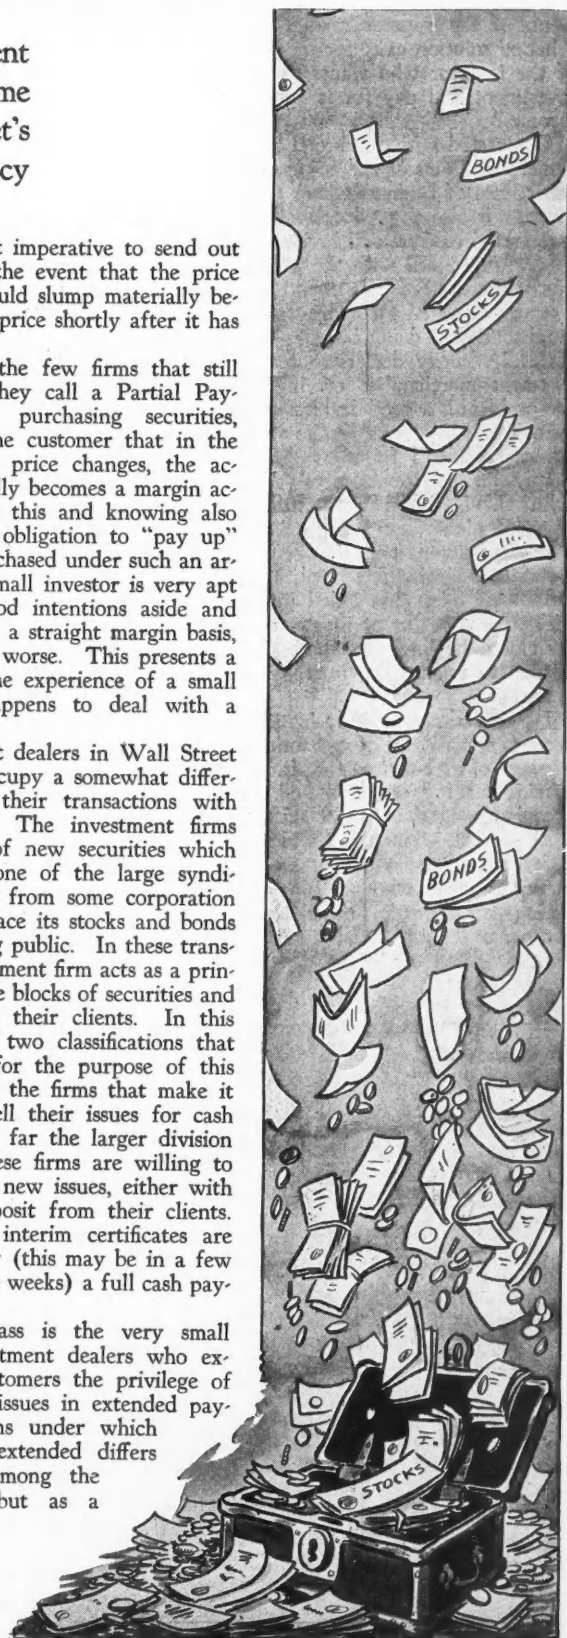 ent
me
t's
cy
t imperative to send out
the event that the price
ould slump materially be-
price shortly after it has
the few firms that still
hey call a Partial Pay-
purchasing securities,
ne customer that in the
price changes, the ac-
lly becomes a margin ac-
this and knowing also
obligation to "pay up"
chased under such an ar-
mall investor is very apt
od intentions aside and
a straight margin basis,
worse. This presents a
he experience of a small
ppens to deal with a
t dealers in Wall Street
cupy a somewhat differ-
their transactions with
The investment firms
of new securities which
one of the large syndi-
from some corporation
ace its stocks and bonds
g public. In these trans-
ment firm acts as a prin-
e blocks of securities and
their clients. In this
two classifications that
for the purpose of this
the firms that make it
ell their issues for cash
far the larger division
ese firms are willing to
new issues, either with
posit from their clients.
interim certificates are
(this may be in a few
weeks) a full cash pay-
ass is the very small
tment dealers who ex-
tomers the privilege of
issues in extended pay-
ns under which
extended differs
mong the
but as a
BONDS
STOCKS
BONDS
STOCKS